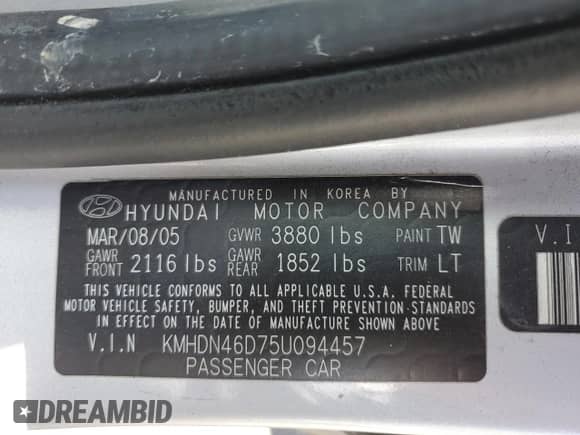 MANUFACTURED IN KOREA BY
HYUNDAI MOTOR COMPANY
MAR/08/05 GVWR 3880 lbs PAINT TW
GAWR FRONT 2116 lbs GAWR REAR 1852 lbs TRIM LT
THIS VEHICLE CONFORMS TO ALL APPLICABLE U.S.A. FEDERAL
MOTOR VEHICLE SAFETY, BUMPER, AND THEFT PREVENTION STANDARDS
IN EFFECT ON THE DATE OF MANUFACTURE SHOWN ABOVE
V.I.N KMHDN46D75U094457
PASSENGER CAR
V.I
DREAMBID